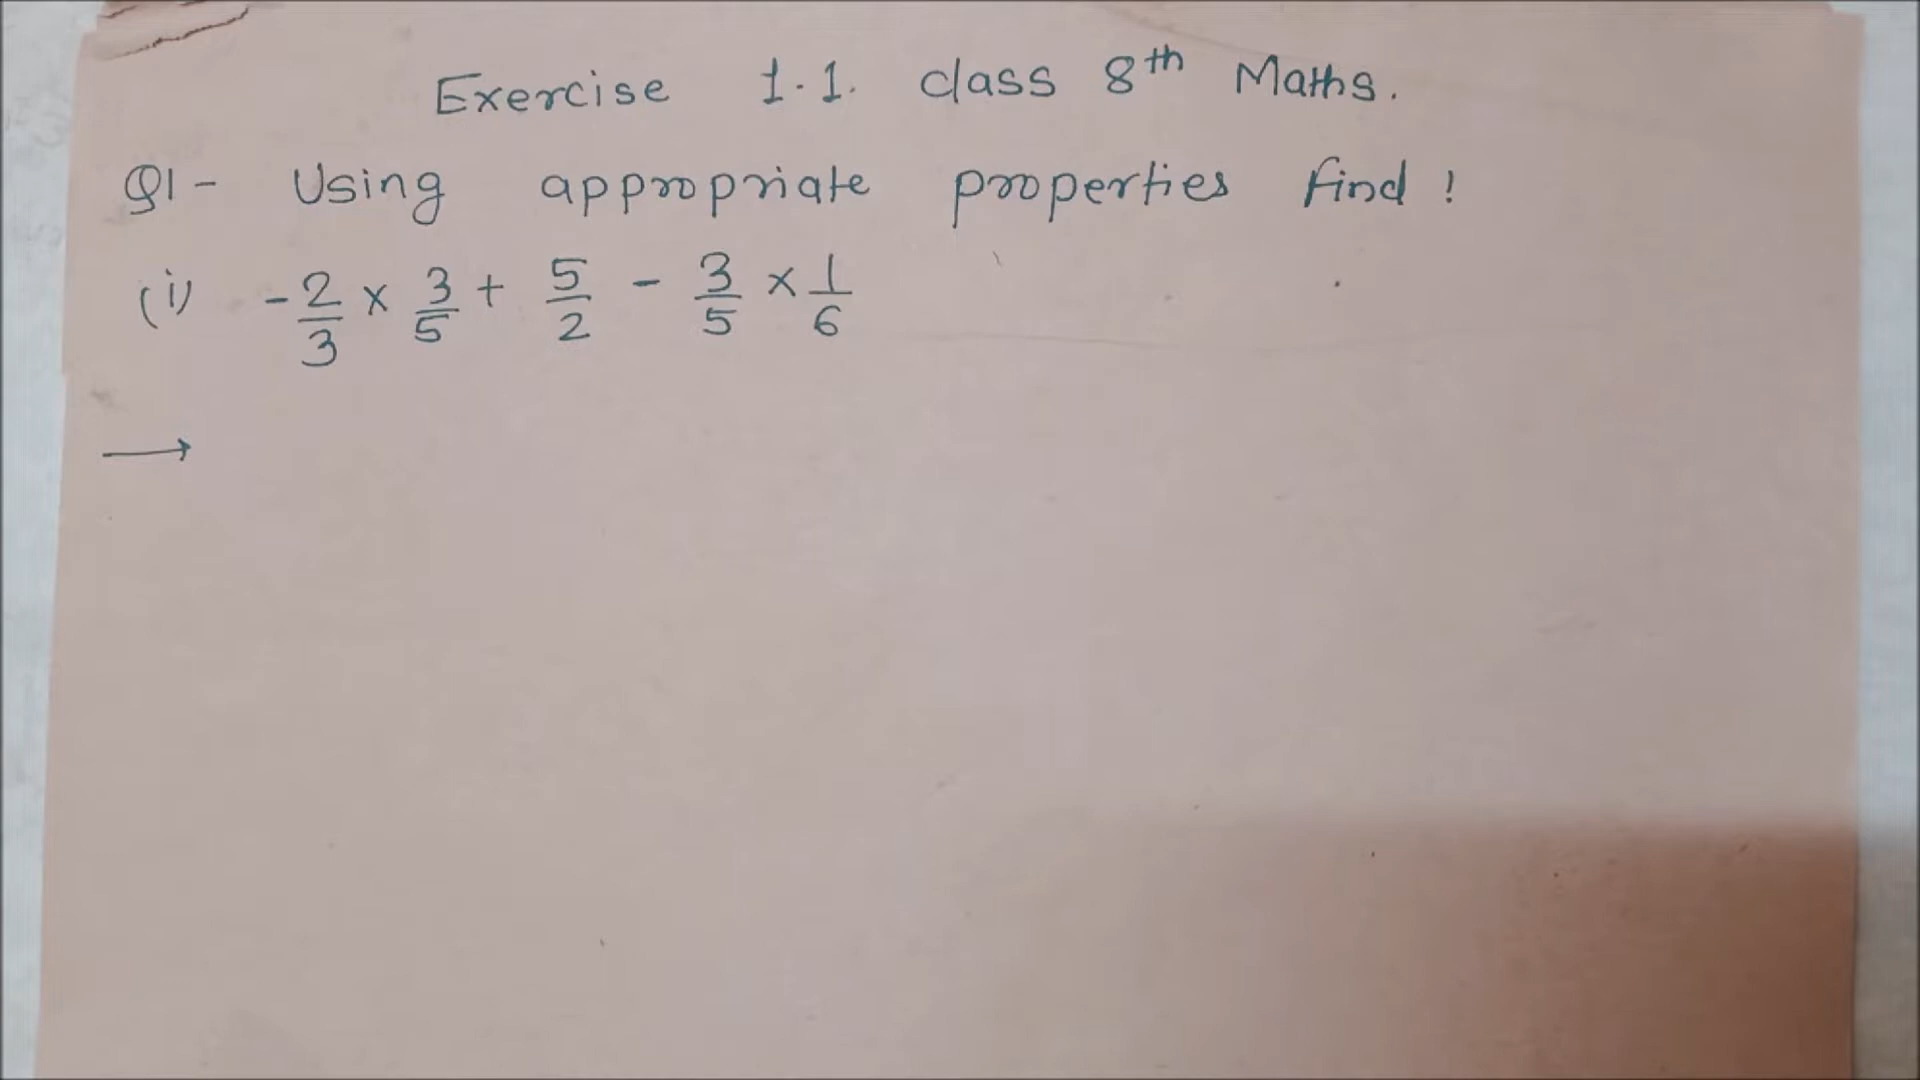 Exercise 1.1. class 8th Maths.
Q1- Using appropriate properties find !
(i) -2/3 × 3/5 + 5/2 - 3/5 × 1/6
→